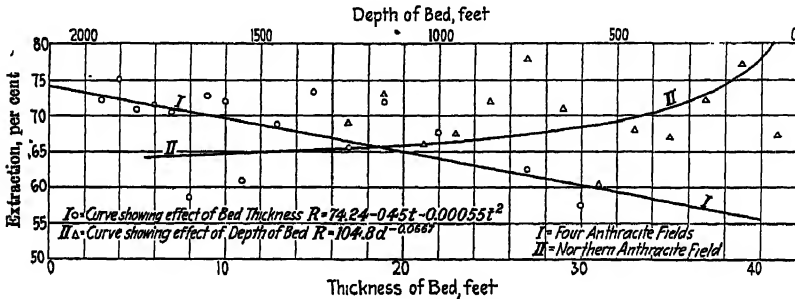 Depth of Bed, feet
2000 1500 1000 500 0
80
75
70
65
60
55
50
Extraction, per cent
I
II
II
I
I○=Curve showing effect of Bed Thickness R=74.24-045t-0.00055t²
II△=Curve showing effect of Depth of Bed R=104.8d^-0.0667
I=Four Anthracite Fields
II=Northern Anthracite Field
0 10 20 30 40
Thickness of Bed, feet